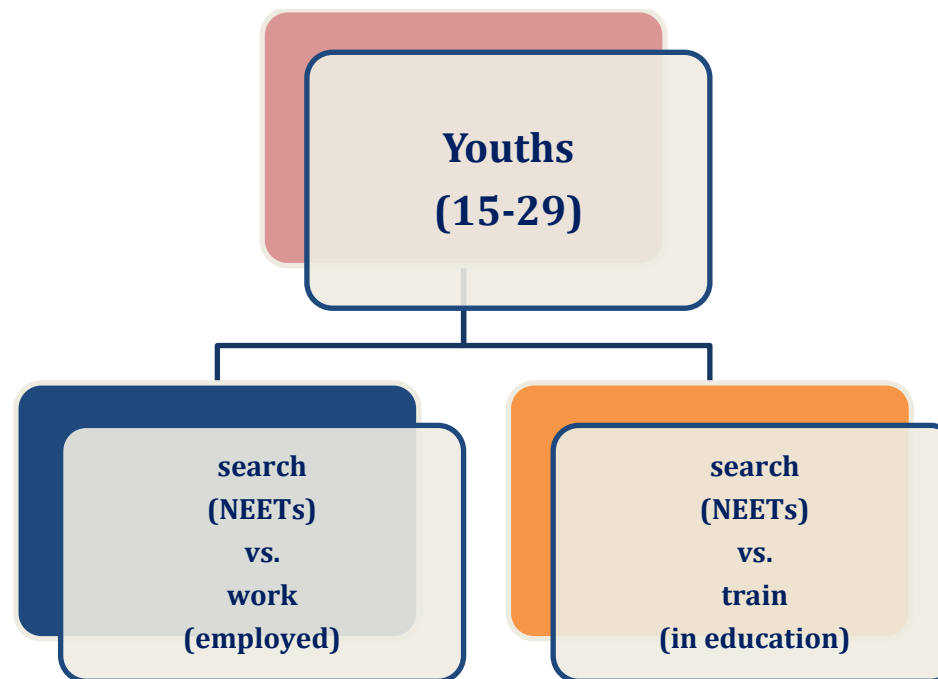 Youths
(15-29)
search
(NEETs)
vs.
work
(employed)
search
(NEETs)
vs.
train
(in education)